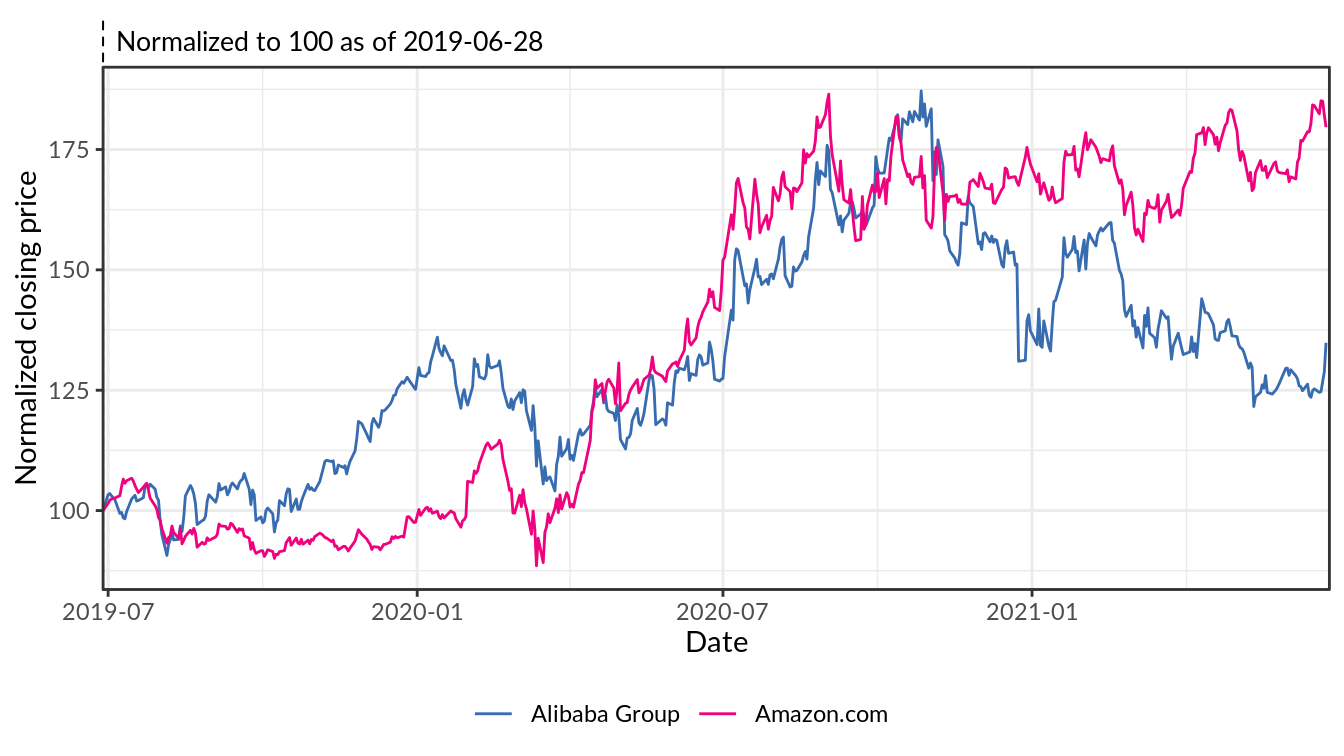 Normalized to 100 as of 2019-06-28
Normalized closing price
175
150
125
100
2019-07
2020-01
2020-07
2021-01
Date
Alibaba Group
Amazon.com